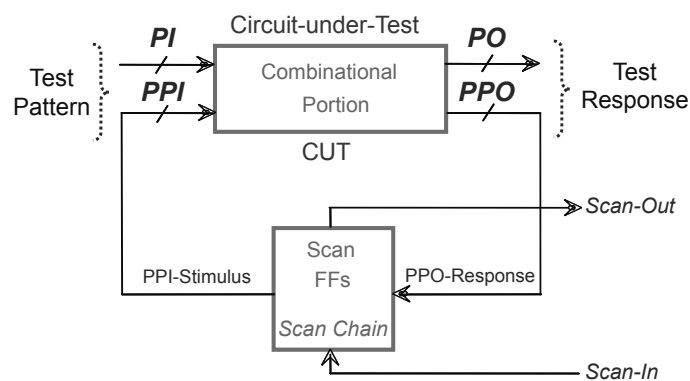 Circuit-under-Test
PI
PO
Test
Pattern
PPI
Combinational
Portion
PPO
Test
Response
CUT
Scan-Out
Scan
FFs
PPI-Stimulus
PPO-Response
Scan Chain
Scan-In